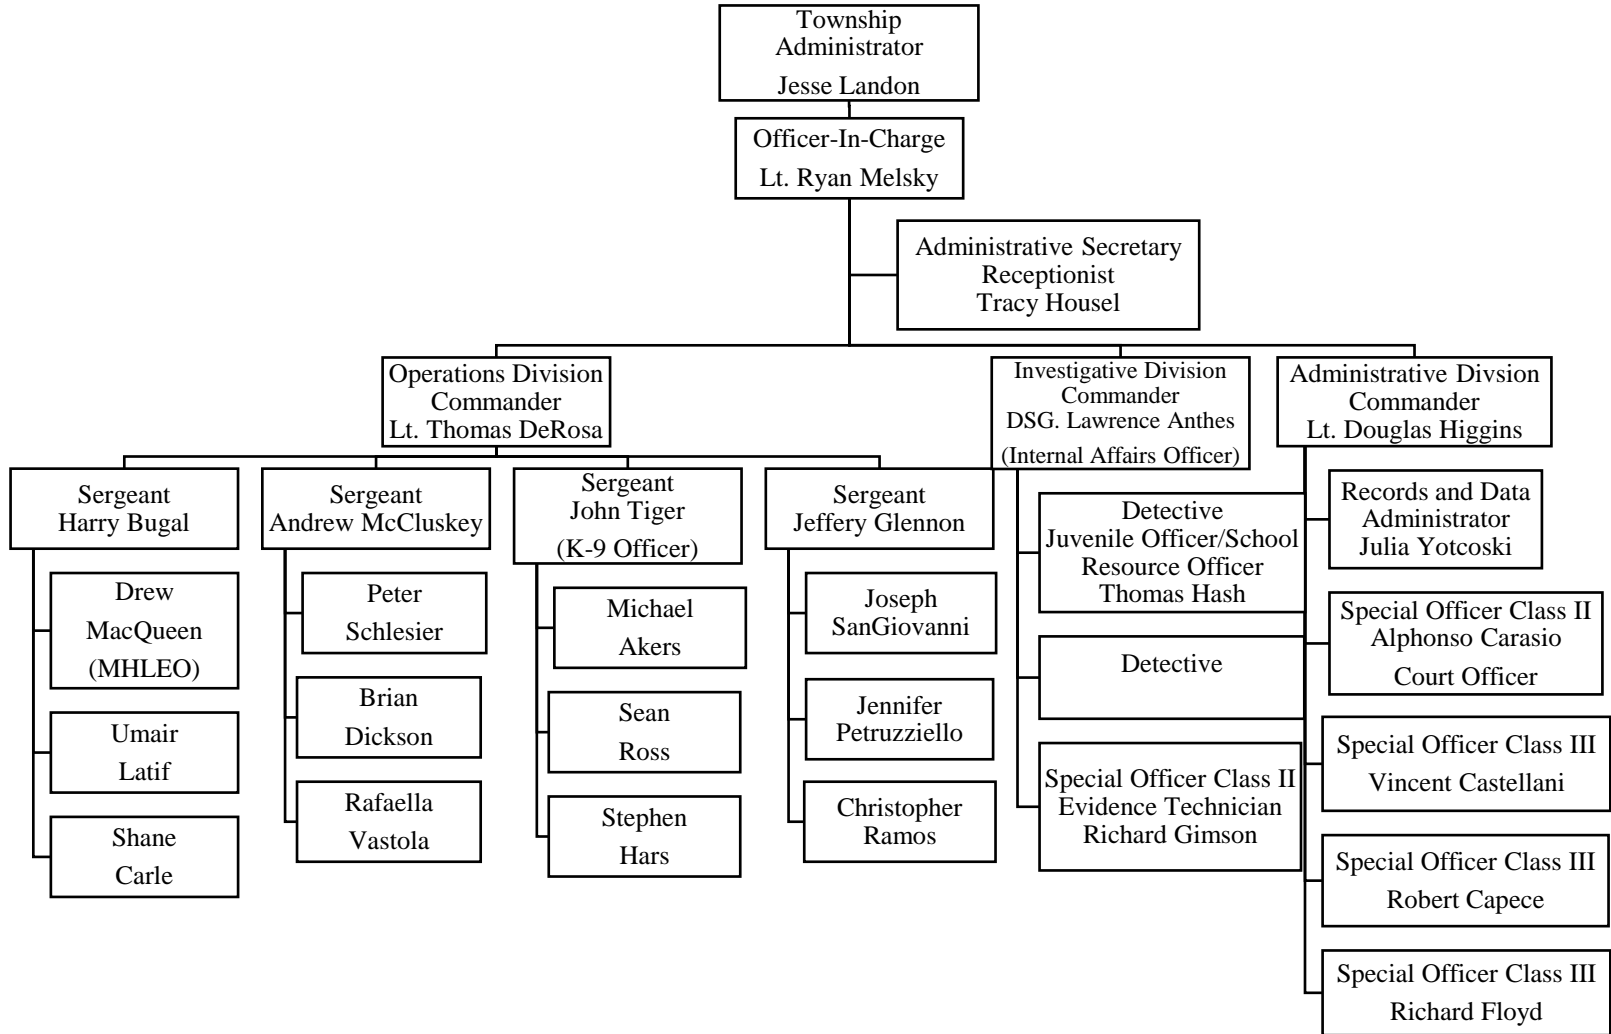 Township
Administrator
Jesse Landon
Officer-In-Charge
Lt. Ryan Melsky
Administrative Secretary
Receptionist
Tracy Housel
Operations Division
Commander
Lt. Thomas DeRosa
Investigative Division
Commander
DSG. Lawrence Anthes
(Internal Affairs Officer)
Administrative Divsion
Commander
Lt. Douglas Higgins
Sergeant
Harry Bugal
Drew
MacQueen
(MHLEO)
Umair
Latif
Shane
Carle
Sergeant
Andrew McCluskey
Peter
Schlesier
Brian
Dickson
Rafaella
Vastola
Sergeant
John Tiger
(K-9 Officer)
Michael
Akers
Sean
Ross
Stephen
Hars
Sergeant
Jeffery Glennon
Joseph
SanGiovanni
Jennifer
Petruzziello
Christopher
Ramos
Detective
Juvenile Officer/School
Resource Officer
Thomas Hash
Detective
Special Officer Class II
Evidence Technician
Richard Gimson
Records and Data
Administrator
Julia Yotcoski
Special Officer Class II
Alphonso Carasio
Court Officer
Special Officer Class III
Vincent Castellani
Special Officer Class III
Robert Capece
Special Officer Class III
Richard Floyd